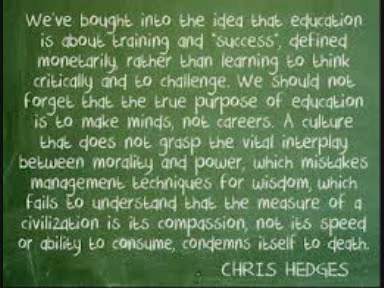 We've bought into the idea that education
is about training and "success", defined
monetarily, rather than learning to think
critically and to challenge. We should not
forget that the true purpose of education
is to make minds, not careers. A culture
that does not grasp the vital interplay
between morality and power, which mistakes
management techniques for wisdom, which
fails to understand that the measure of a
civilization is its compassion, not its speed
or ability to consume, condemns itself to death.
CHRIS HEDGES